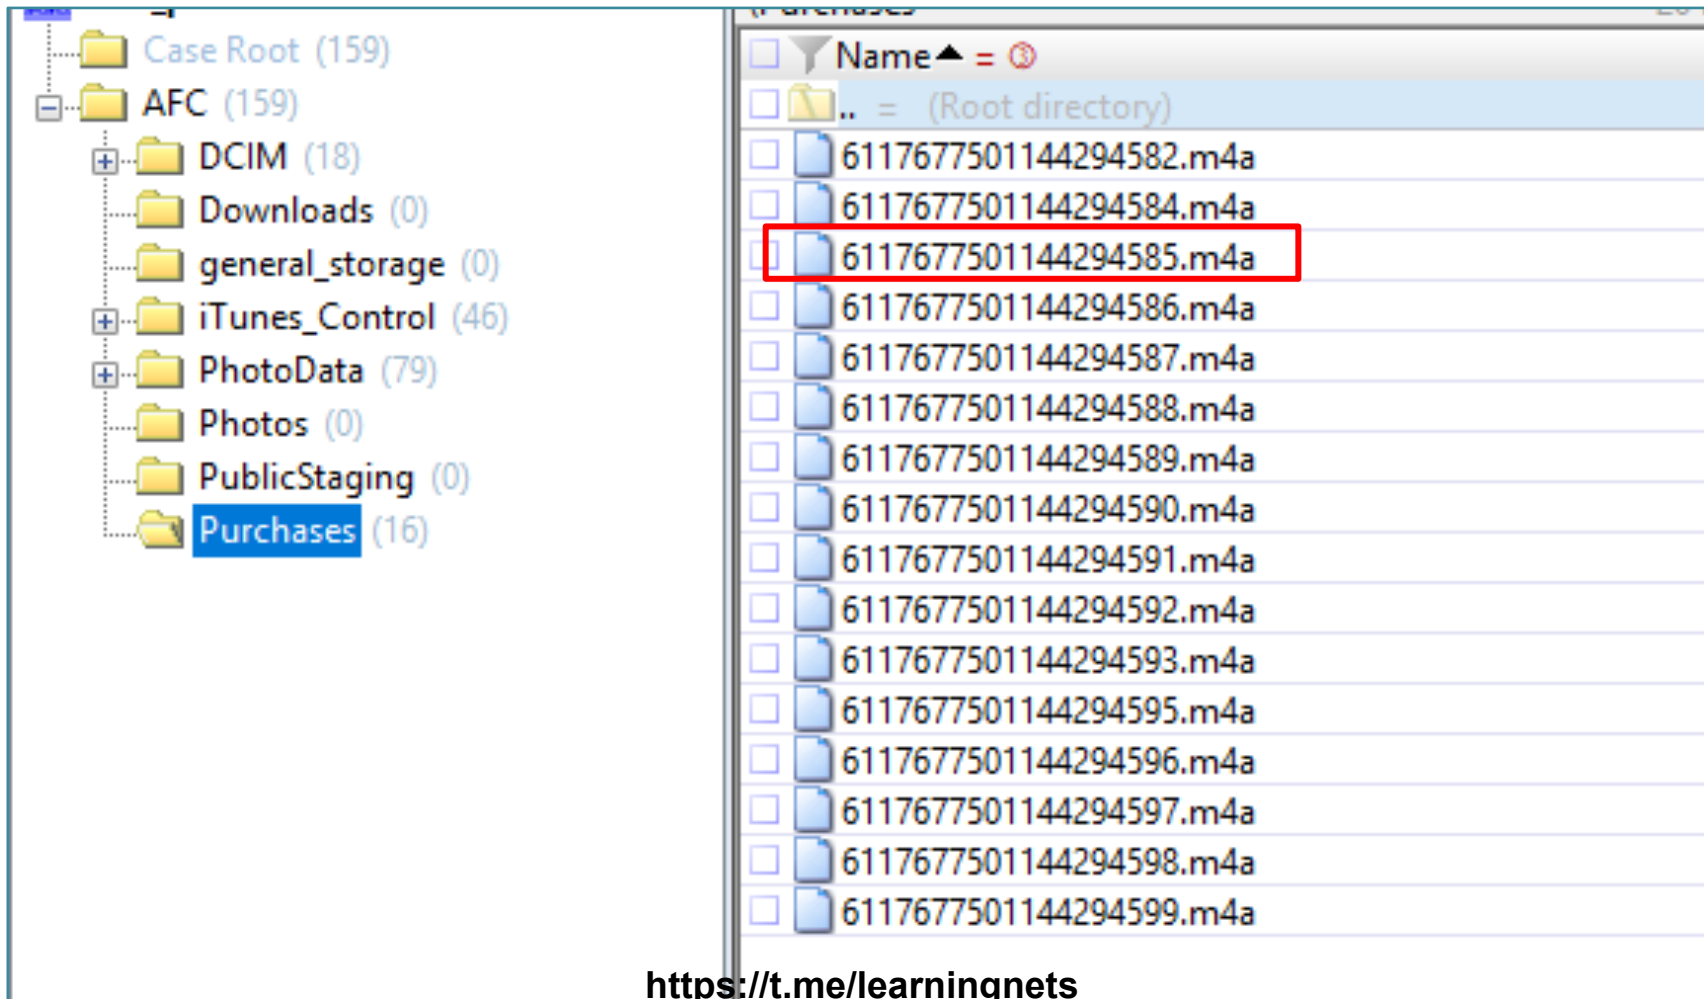 Case Root (159)
AFC (159)
DCIM (18)
Downloads (0)
general_storage (0)
iTunes_Control (46)
PhotoData (79)
Photos (0)
PublicStaging (0)
Purchases (16)
Name = ③
.. = (Root directory)
6117677501144294582.m4a
6117677501144294584.m4a
6117677501144294585.m4a
6117677501144294586.m4a
6117677501144294587.m4a
6117677501144294588.m4a
6117677501144294589.m4a
6117677501144294590.m4a
6117677501144294591.m4a
6117677501144294592.m4a
6117677501144294593.m4a
6117677501144294595.m4a
6117677501144294596.m4a
6117677501144294597.m4a
6117677501144294598.m4a
6117677501144294599.m4a
https://t.me/learningnets